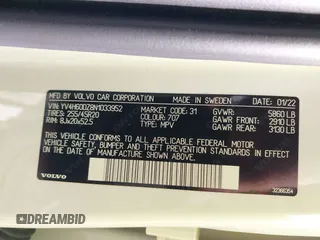 MFD BY VOLVO CAR CORPORATION MADE IN SWEDEN DATE: 01/22
VIN: YV4H60DZ8N1033952 MARKET CODE: 31 GVWR: 5860 LB
TIRES: 255/45R20 COLOUR: 707 GAWR FRONT: 2910 LB
RIM: 8Jx20x52.5 TYPE: MPV GAWR REAR: 3130 LB
THIS VEHICLE CONFORMS TO ALL APPLICABLE FEDERAL MOTOR
VEHICLE SAFETY, BUMPER AND THEFT PREVENTION STANDARDS IN
EFFECT ON THE DATE OF MANUFACTURE SHOWN ABOVE.
VOLVO
32366354
DREAMBID